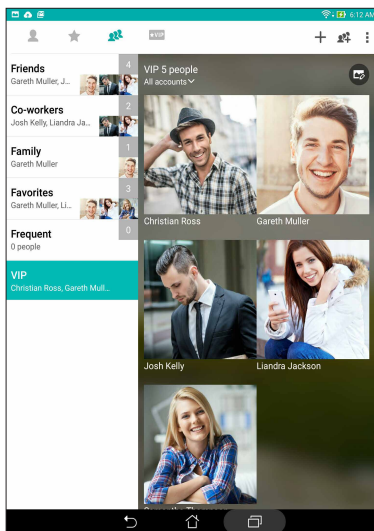 6:12 AM
VIP
Friends
4
Gareth Muller, J...
Co-workers
2
Josh Kelly, Liandra Ja...
Family
1
Gareth Muller
Favorites
3
Gareth Muller, Li...
Frequent
0
0 people
VIP
Christian Ross, Gareth Mull..
VIP 5 people
All accounts
Christian Ross
Gareth Muller
Josh Kelly
Liandra Jackson